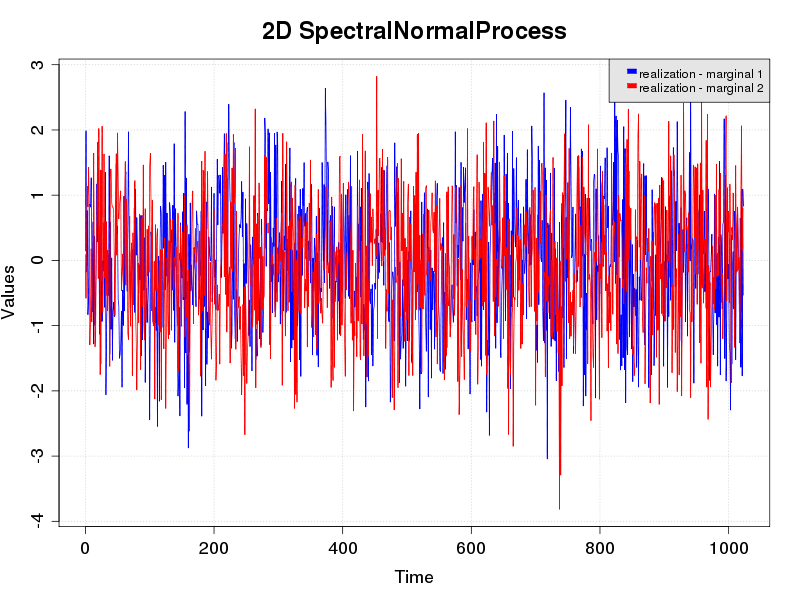 2D SpectralNormalProcess
realization - marginal 1
realization - marginal 2
Values
3
2
1
0
-1
-2
-3
-4
0 200 400 600 800 1000
Time